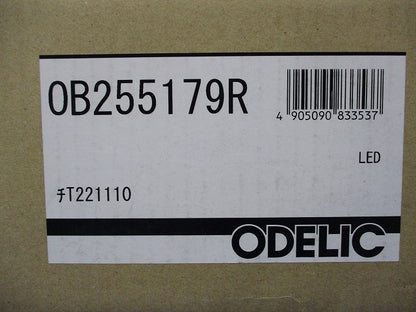 OB255179R
4 905090 833537
LED
ﾁT221110
ODELIC